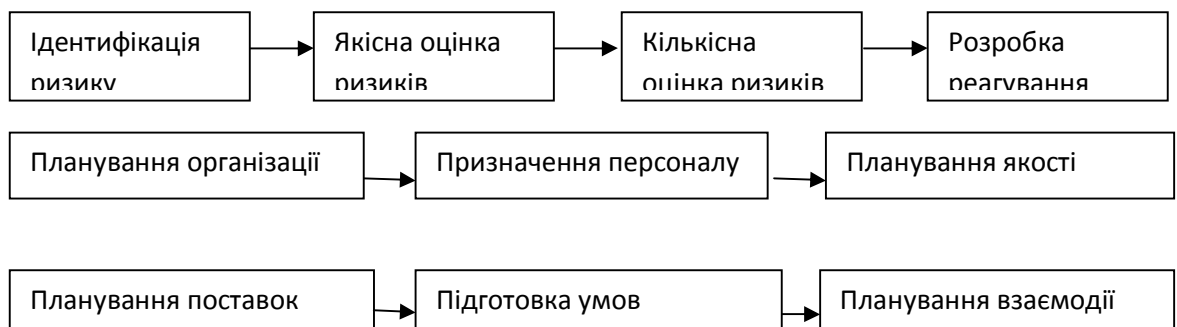 Ідентифікація
ризику
Якісна оцінка
ризиків
Кількісна
оцінка ризиків
Розробка
реагування
Планування організації
Призначення персоналу
Планування якості
Планування поставок
Підготовка умов
Планування взаємодії